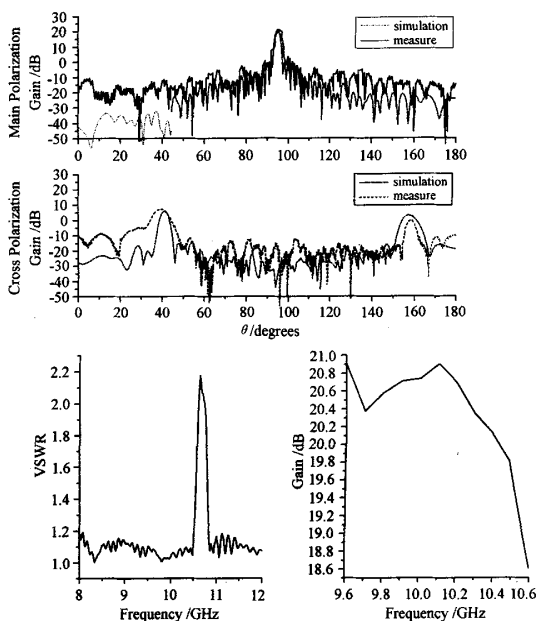 Main Polarization
Gain /dB
30
20
10
0
-10
-20
-30
-40
-50
simulation
measure
0 20 40 60 80 100 120 140 160 180
Cross Polarization
Gain /dB
30
20
10
0
-10
-20
-30
-40
-50
simulation
measure
0 20 40 60 80 100 120 140 160 180
θ /degrees
VSWR
2.2
2.0
1.8
1.6
1.4
1.2
1.0
8 9 10 11 12
Frequency /GHz
Gain /dB
21.0
20.8
20.6
20.4
20.2
20.0
19.8
19.6
19.4
19.2
19.0
18.8
18.6
9.6 9.8 10.0 10.2 10.4 10.6
Frequency /GHz